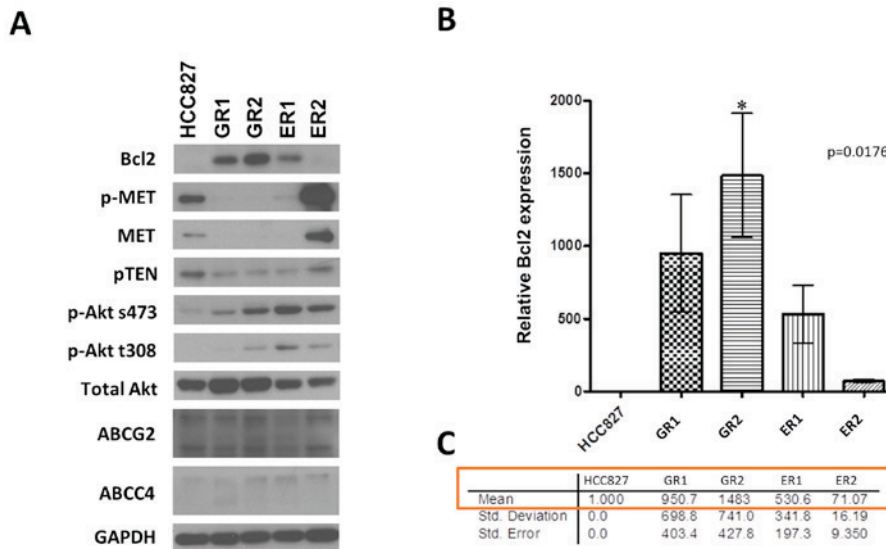 A
HCC827 GR1 GR2 ER1 ER2
Bcl2
p-MET
MET
pTEN
p-Akt s473
p-Akt t308
Total Akt
ABCG2
ABCC4
GAPDH
B
Relative Bcl2 expression
2000
1500
1000
500
0
*
p=0.0176
HCC827 GR1 GR2 ER1 ER2
C
HCC827 GR1 GR2 ER1 ER2
Mean 1.000 950.7 1483 530.6 71.07
Std. Deviation 0.0 698.8 741.0 341.8 16.19
Std. Error 0.0 403.4 427.8 197.3 9.350